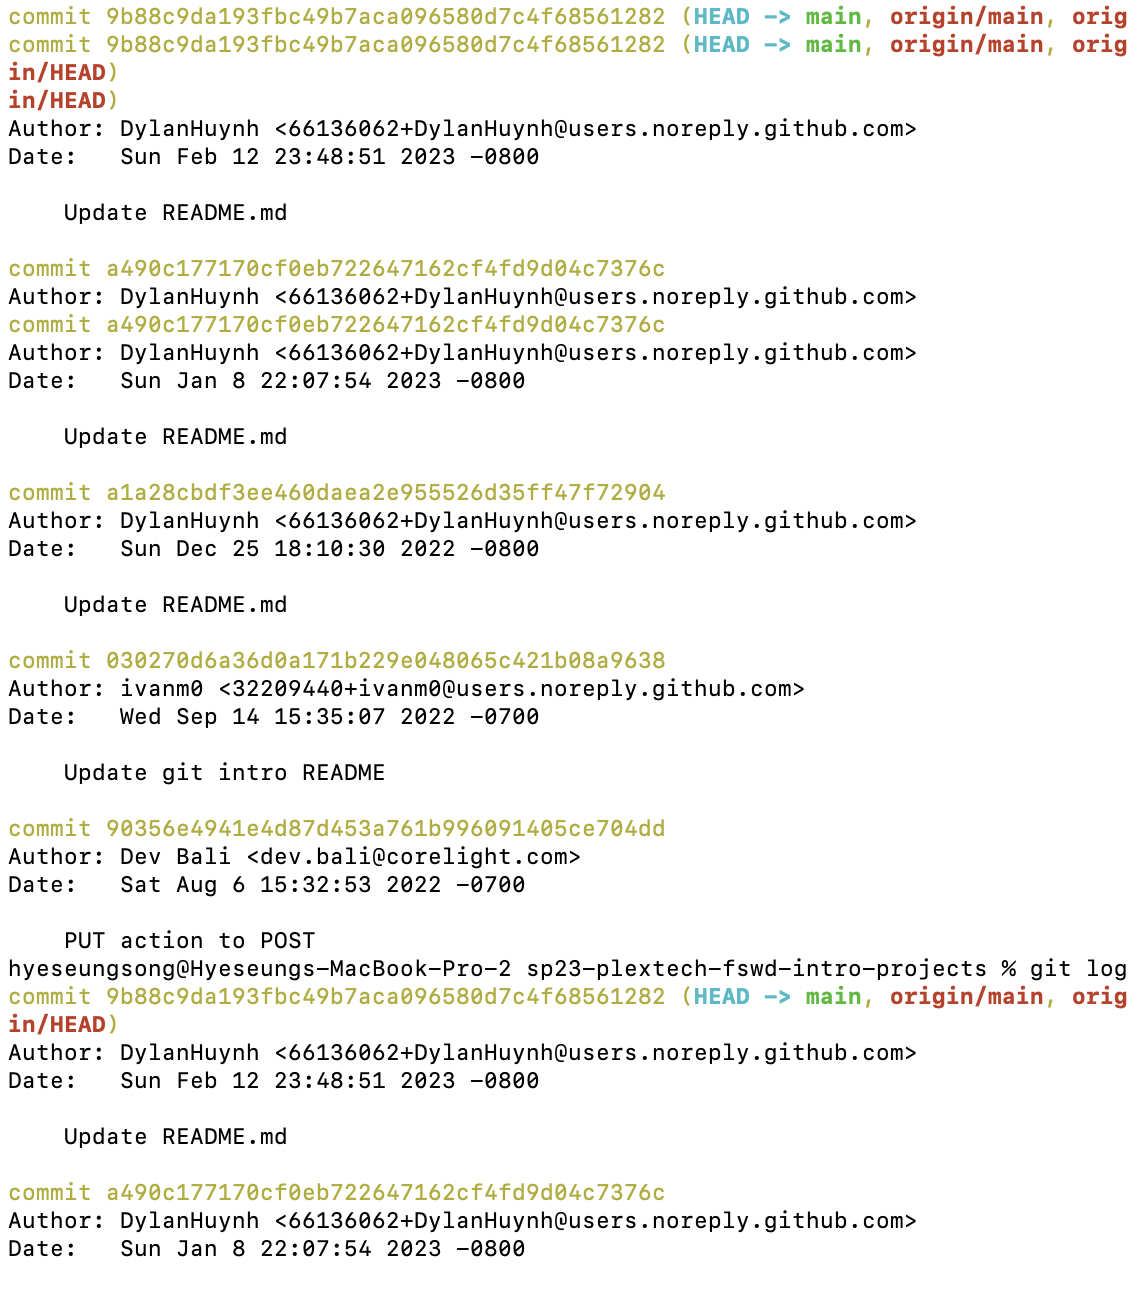 commit 9b88c9da193fbc49b7aca096580d7c4f68561282 (HEAD -> main, origin/main, orig
commit 9b88c9da193fbc49b7aca096580d7c4f68561282 (HEAD -> main, origin/main, orig
in/HEAD)
in/HEAD)
Author: DylanHuynh <66136062+DylanHuynh@users.noreply.github.com>
Date:   Sun Feb 12 23:48:51 2023 -0800

    Update README.md

commit a490c177170cf0eb722647162cf4fd9d04c7376c
Author: DylanHuynh <66136062+DylanHuynh@users.noreply.github.com>
commit a490c177170cf0eb722647162cf4fd9d04c7376c
Author: DylanHuynh <66136062+DylanHuynh@users.noreply.github.com>
Date:   Sun Jan 8 22:07:54 2023 -0800

    Update README.md

commit a1a28cbdf3ee460daea2e955526d35ff47f72904
Author: DylanHuynh <66136062+DylanHuynh@users.noreply.github.com>
Date:   Sun Dec 25 18:10:30 2022 -0800

    Update README.md

commit 030270d6a36d0a171b229e048065c421b08a9638
Author: ivanm0 <32209440+ivanm0@users.noreply.github.com>
Date:   Wed Sep 14 15:35:07 2022 -0700

    Update git intro README

commit 90356e4941e4d87d453a761b996091405ce704dd
Author: Dev Bali <dev.bali@corelight.com>
Date:   Sat Aug 6 15:32:53 2022 -0700

    PUT action to POST
hyeseungsong@Hyeseungs-MacBook-Pro-2 sp23-plextech-fswd-intro-projects % git log
commit 9b88c9da193fbc49b7aca096580d7c4f68561282 (HEAD -> main, origin/main, orig
in/HEAD)
Author: DylanHuynh <66136062+DylanHuynh@users.noreply.github.com>
Date:   Sun Feb 12 23:48:51 2023 -0800

    Update README.md

commit a490c177170cf0eb722647162cf4fd9d04c7376c
Author: DylanHuynh <66136062+DylanHuynh@users.noreply.github.com>
Date:   Sun Jan 8 22:07:54 2023 -0800